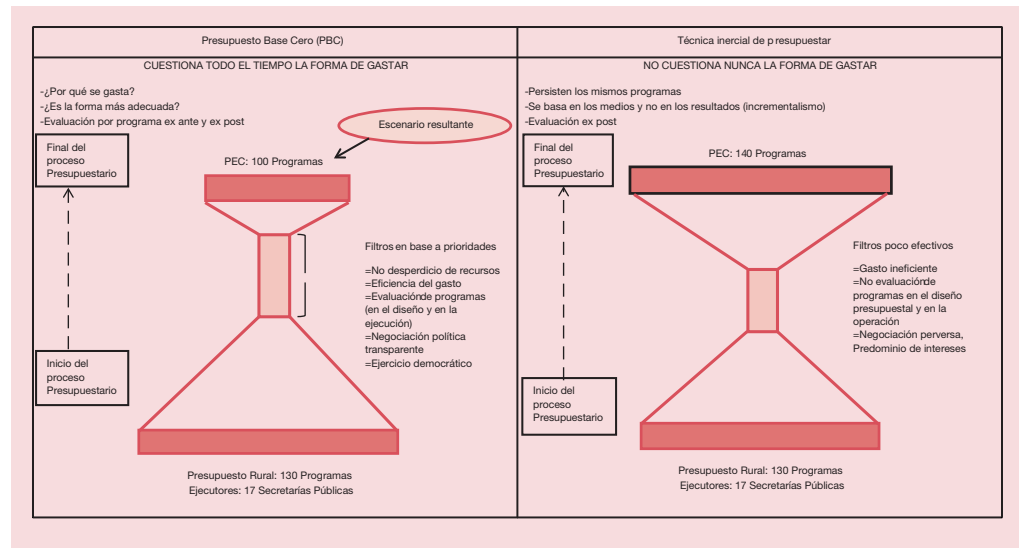 Presupuesto Base Cero (PBC)
CUESTIONA TODO EL TIEMPO LA FORMA DE GASTAR
-¿Por qué se gasta?
-¿Es la forma más adecuada?
-Evaluación por programa ex ante y ex post
Escenario resultante
Final del
proceso
Presupuestario
PEC: 100 Programas
Filtros en base a prioridades
=No desperdicio de recursos
=Eficiencia del gasto
=Evaluación de programas
(en el diseño y en la
ejecución)
=Negociación política
transparente
=Ejercicio democrático
Inicio del
proceso
Presupuestario
Presupuesto Rural: 130 Programas
Ejecutores: 17 Secretarías Públicas
Técnica inercial de presupuestar
NO CUESTIONA NUNCA LA FORMA DE GASTAR
-Persisten los mismos programas
-Se basa en los medios y no en los resultados (incrementalismo)
-Evaluación ex post
Final del
proceso
Presupuestario
PEC: 140 Programas
Filtros poco efectivos
=Gasto ineficiente
=No evaluación de
programas en el diseño
presupuestal y en la
operación
=Negociación perversa,
Predominio de intereses
Inicio del
proceso
Presupuestario
Presupuesto Rural: 130 Programas
Ejecutores: 17 Secretarías Públicas